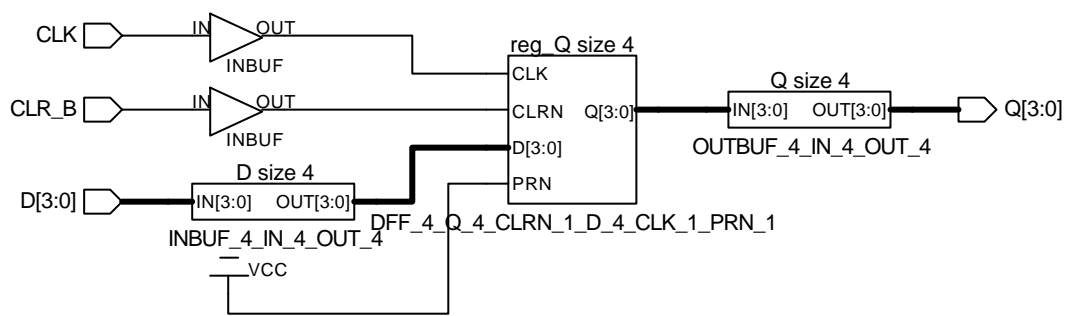 CLK
IN
OUT
INBUF
CLR_B
IN
OUT
INBUF
D[3:0]
D size 4
IN[3:0]
OUT[3:0]
INBUF_4_IN_4_OUT_4
VCC
reg_Q size 4
CLK
CLRN
Q[3:0]
D[3:0]
PRN
DFF_4_Q_4_CLRN_1_D_4_CLK_1_PRN_1
Q size 4
IN[3:0]
OUT[3:0]
OUTBUF_4_IN_4_OUT_4
Q[3:0]